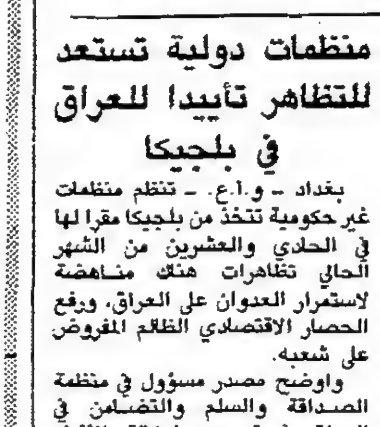 منظمات دولية تستعد
للتظاهر تأييدا للعراق
في بلجيكا
بغداد - و.ا.ع. - تنظم منظمات
غير حكومية تتخذ من بلجيكا مقرا لها
في الحادي والعشرين من الشهر
الحالي تظاهرات هناك مناهضة
لاستمرار العدوان على العراق، ورفع
الحصار الاقتصادي الظالم المفروض
على شعبه.
واوضح مصدر مسؤول في منظمة
الصداقة والسلم والتضامن في